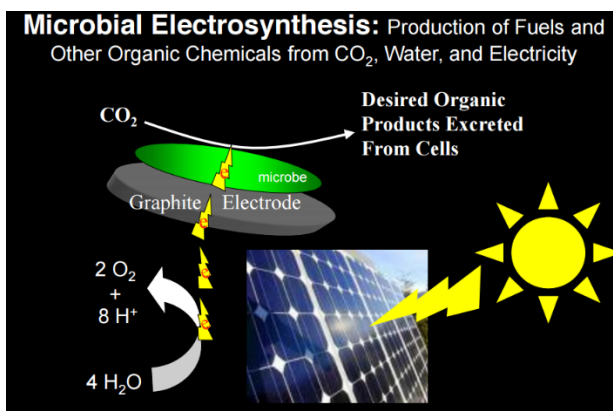 Microbial Electrosynthesis: Production of Fuels and
Other Organic Chemicals from CO₂, Water, and Electricity
CO₂
Desired Organic
Products Excreted
From Cells
microbe
Graphite Electrode
2 O₂
+
8 H⁺
4 H₂O
e
e
e
e